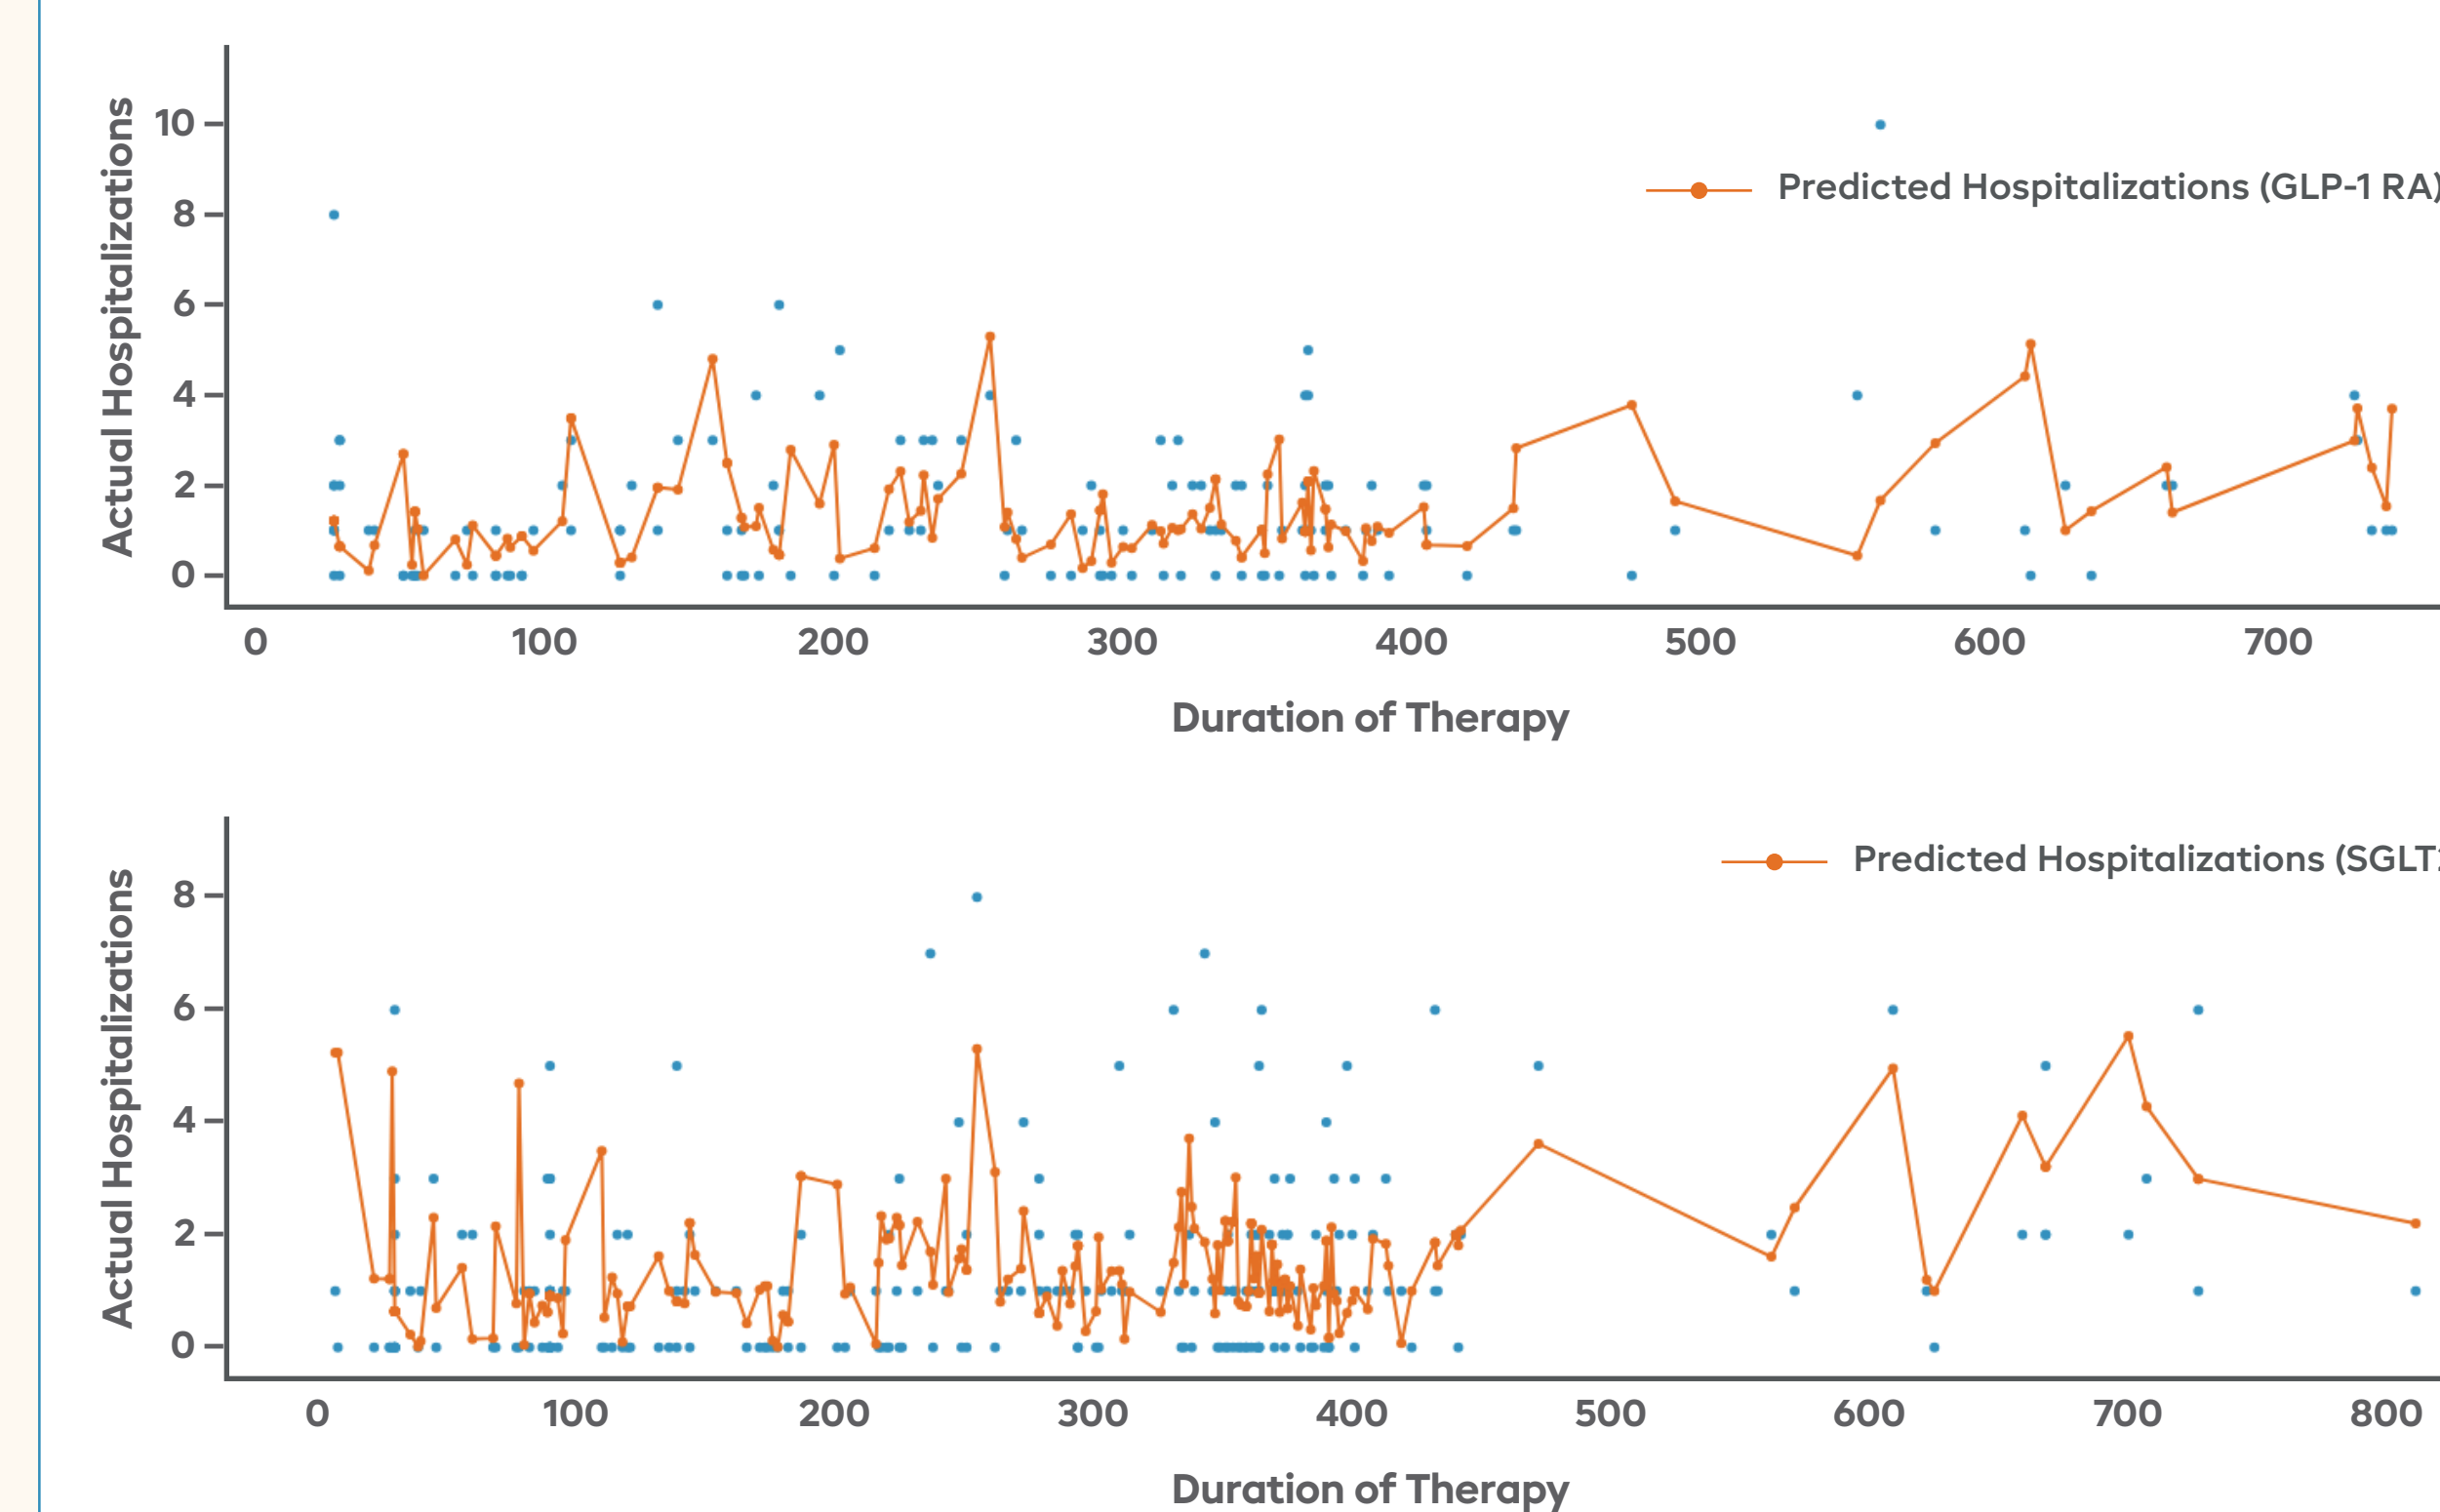 Actual Hospitalizations
10
8
6
4
2
0
Predicted Hospitalizations (GLP-1 RA)
0 100 200 300 400 500 600 700
Duration of Therapy
Actual Hospitalizations
8
6
4
2
0
Predicted Hospitalizations
0 100 200 300 400 500 600 700 800
Duration of Therapy